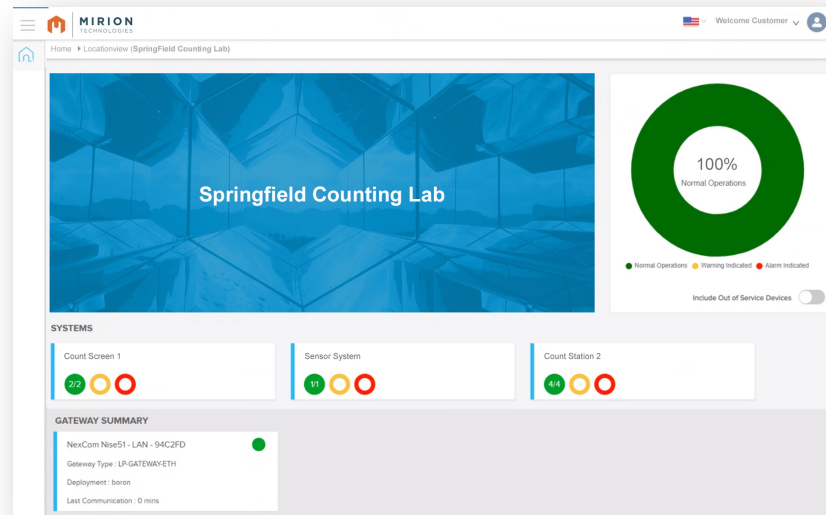 MIRION
TECHNOLOGIES
Welcome Customer
Home Locationview (SpringField Counting Lab)
Springfield Counting Lab
100%
Normal Operations
Normal Operations Warning Indicated Alarm Indicated
Include Out of Service Devices
SYSTEMS
Count Screen 1
2/2
Sensor System
1/1
Count Station 2
4/4
GATEWAY SUMMARY
NexCom Nise51 - LAN - 94C2FD
Gateway Type : LP-GATEWAY-ETH
Deployment : boron
Last Communication : 0 mins